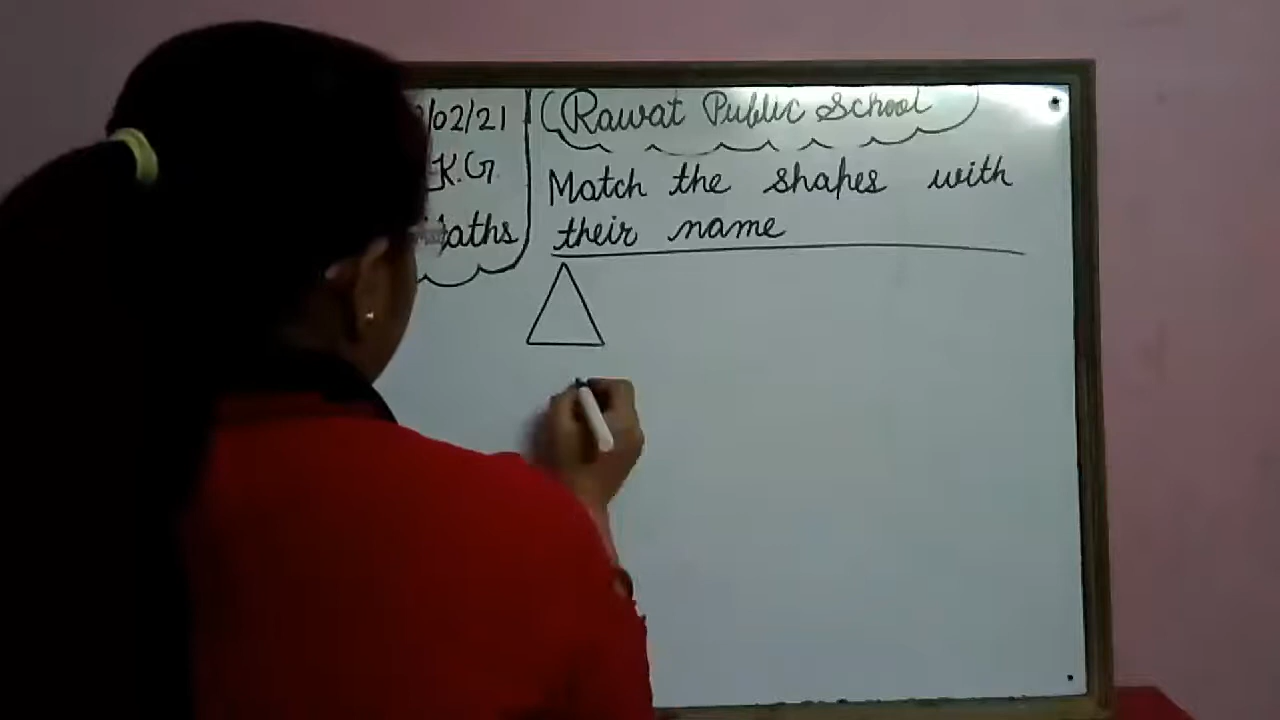 /02/21
K.G.
aths
Rawat Public School
Match the shapes with
their name